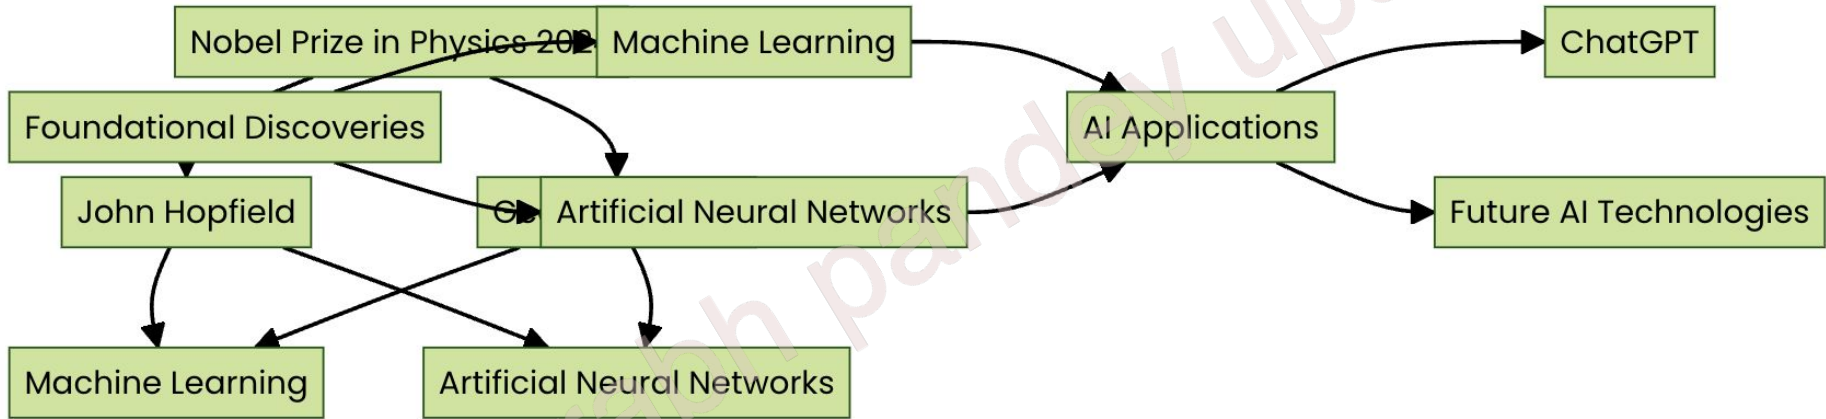 Nobel Prize in Physics
Machine Learning
ChatGPT
Foundational Discoveries
AI Applications
John Hopfield
Artificial Neural Networks
Future AI Technologies
Machine Learning
Artificial Neural Networks
pandey